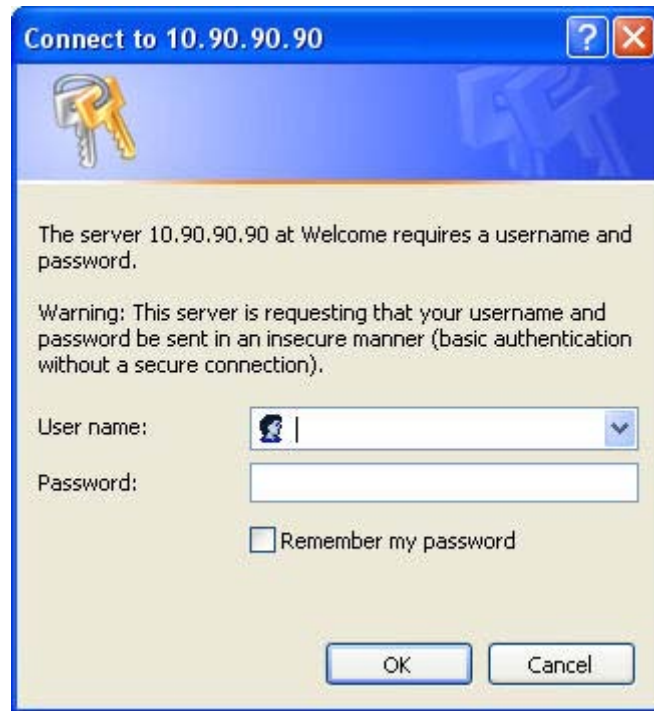 Connect to 10.90.90.90
The server 10.90.90.90 at Welcome requires a username and
password.
Warning: This server is requesting that your username and
password be sent in an insecure manner (basic authentication
without a secure connection).
User name:
Password:
Remember my password
OK
Cancel